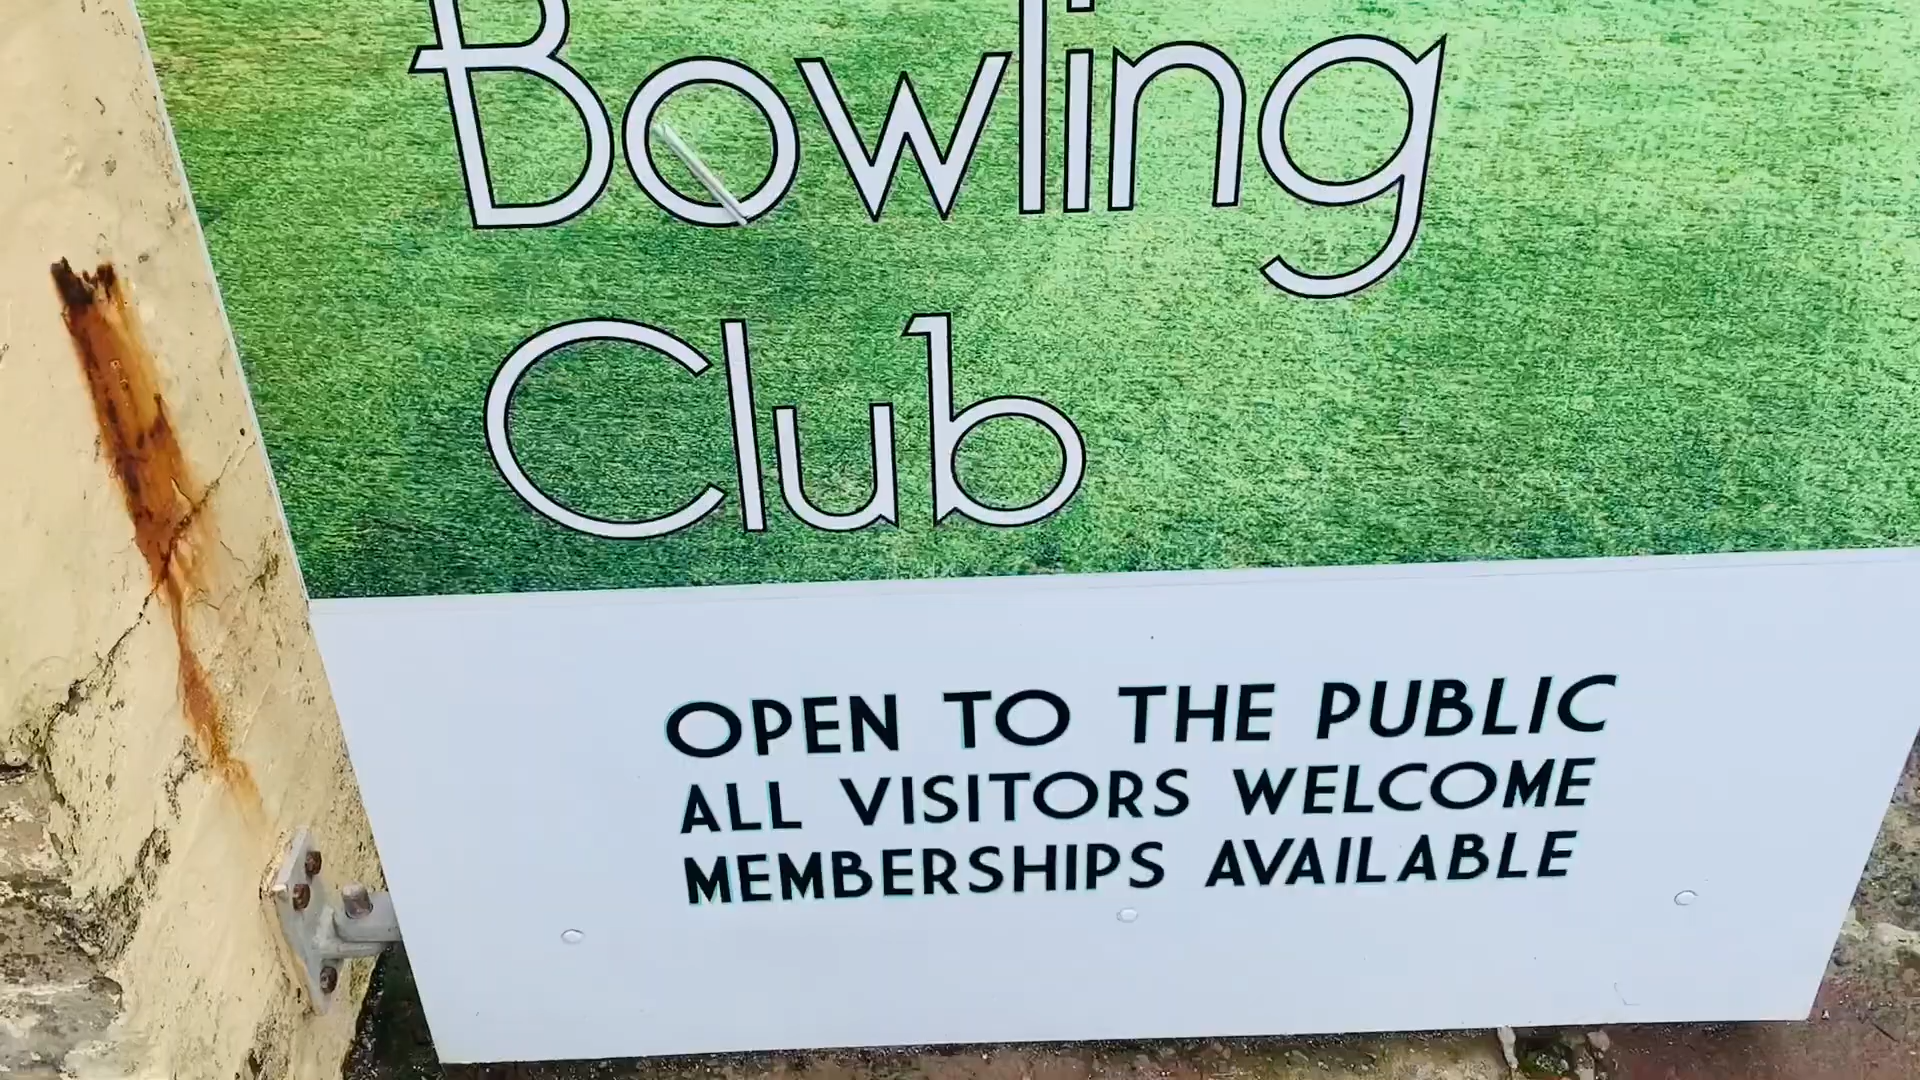 Bowling
Club
OPEN TO THE PUBLIC
ALL VISITORS WELCOME
MEMBERSHIPS AVAILABLE